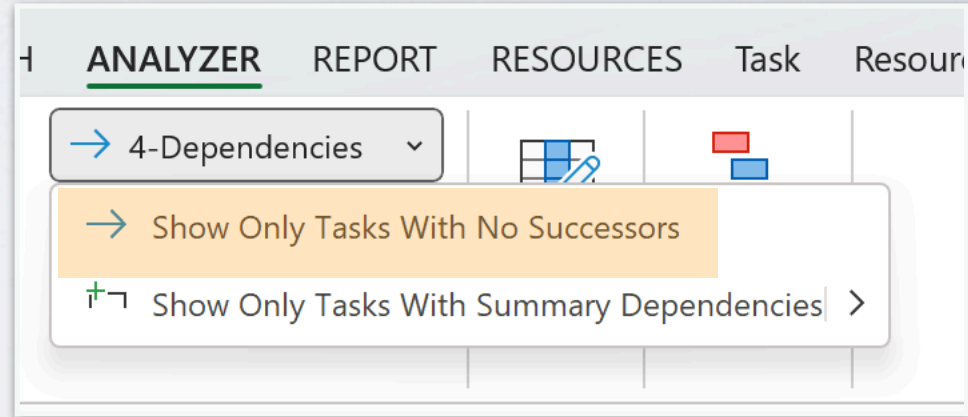 ANALYZER REPORT RESOURCES Task
4-Dependencies
Show Only Tasks With No Successors
Show Only Tasks With Summary Dependencies